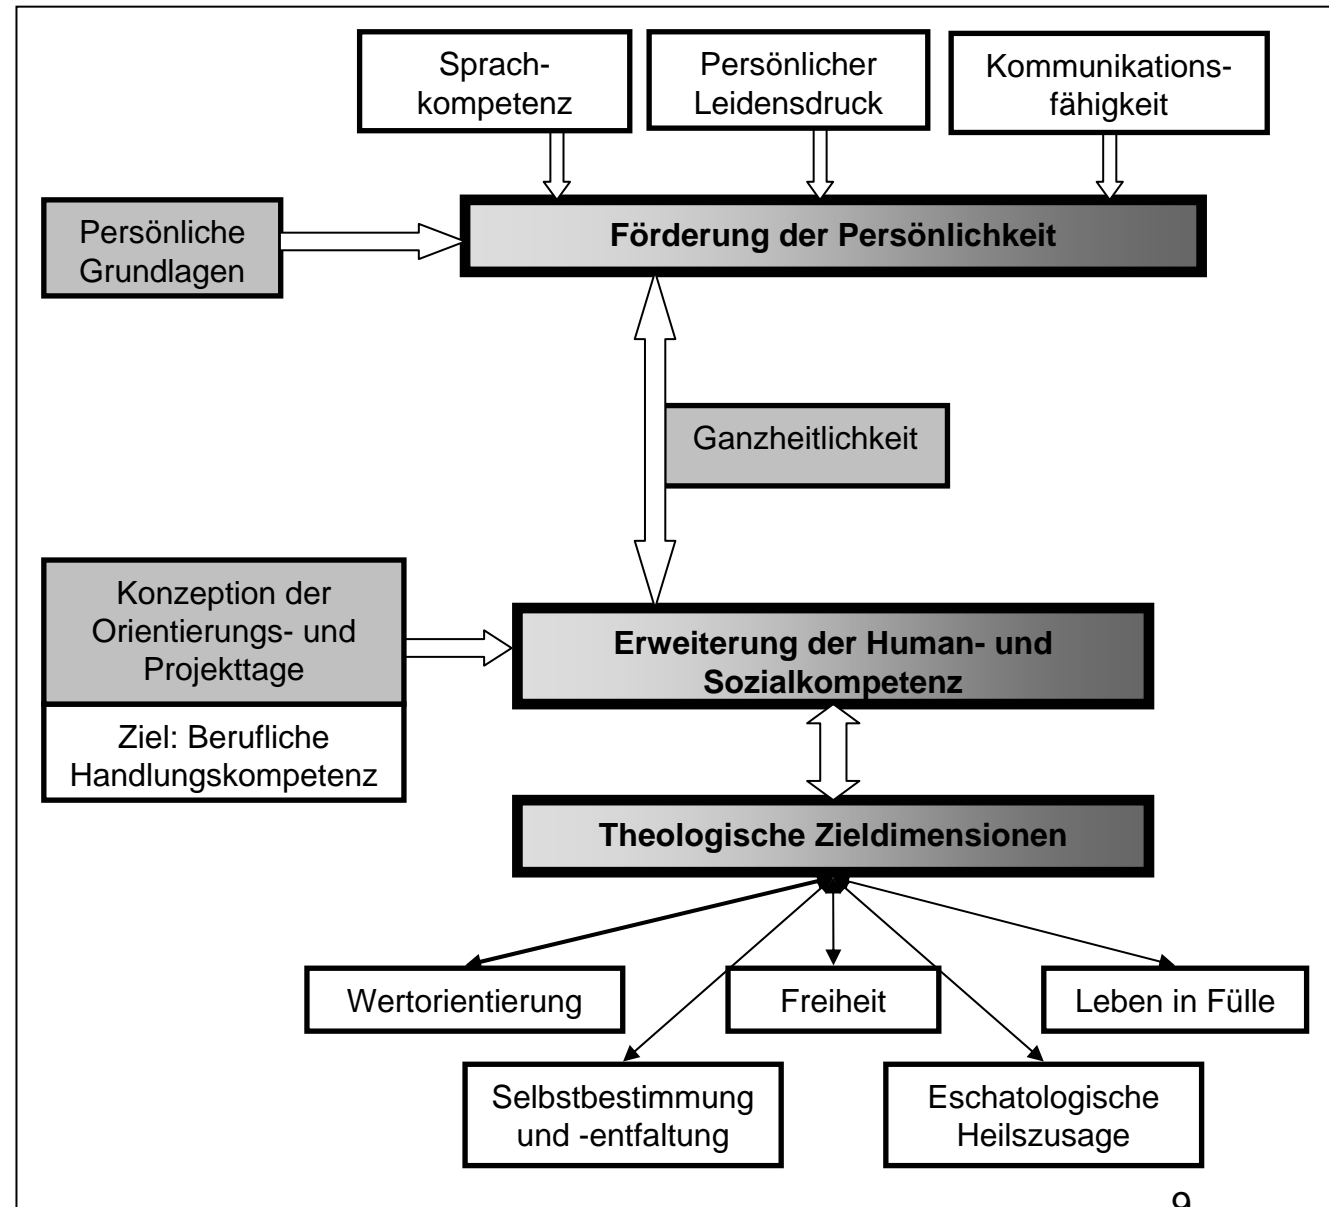 Sprach-
kompetenz
Persönlicher
Leidensdruck
Kommunikations-
fähigkeit
Persönliche
Grundlagen
Förderung der Persönlichkeit
Ganzheitlichkeit
Konzeption der
Orientierungs- und
Projekttage
Ziel: Berufliche
Handlungskompetenz
Erweiterung der Human- und
Sozialkompetenz
Theologische Zieldimensionen
Wertorientierung
Freiheit
Leben in Fülle
Selbstbestimmung
und -entfaltung
Eschatologische
Heilszusage
9